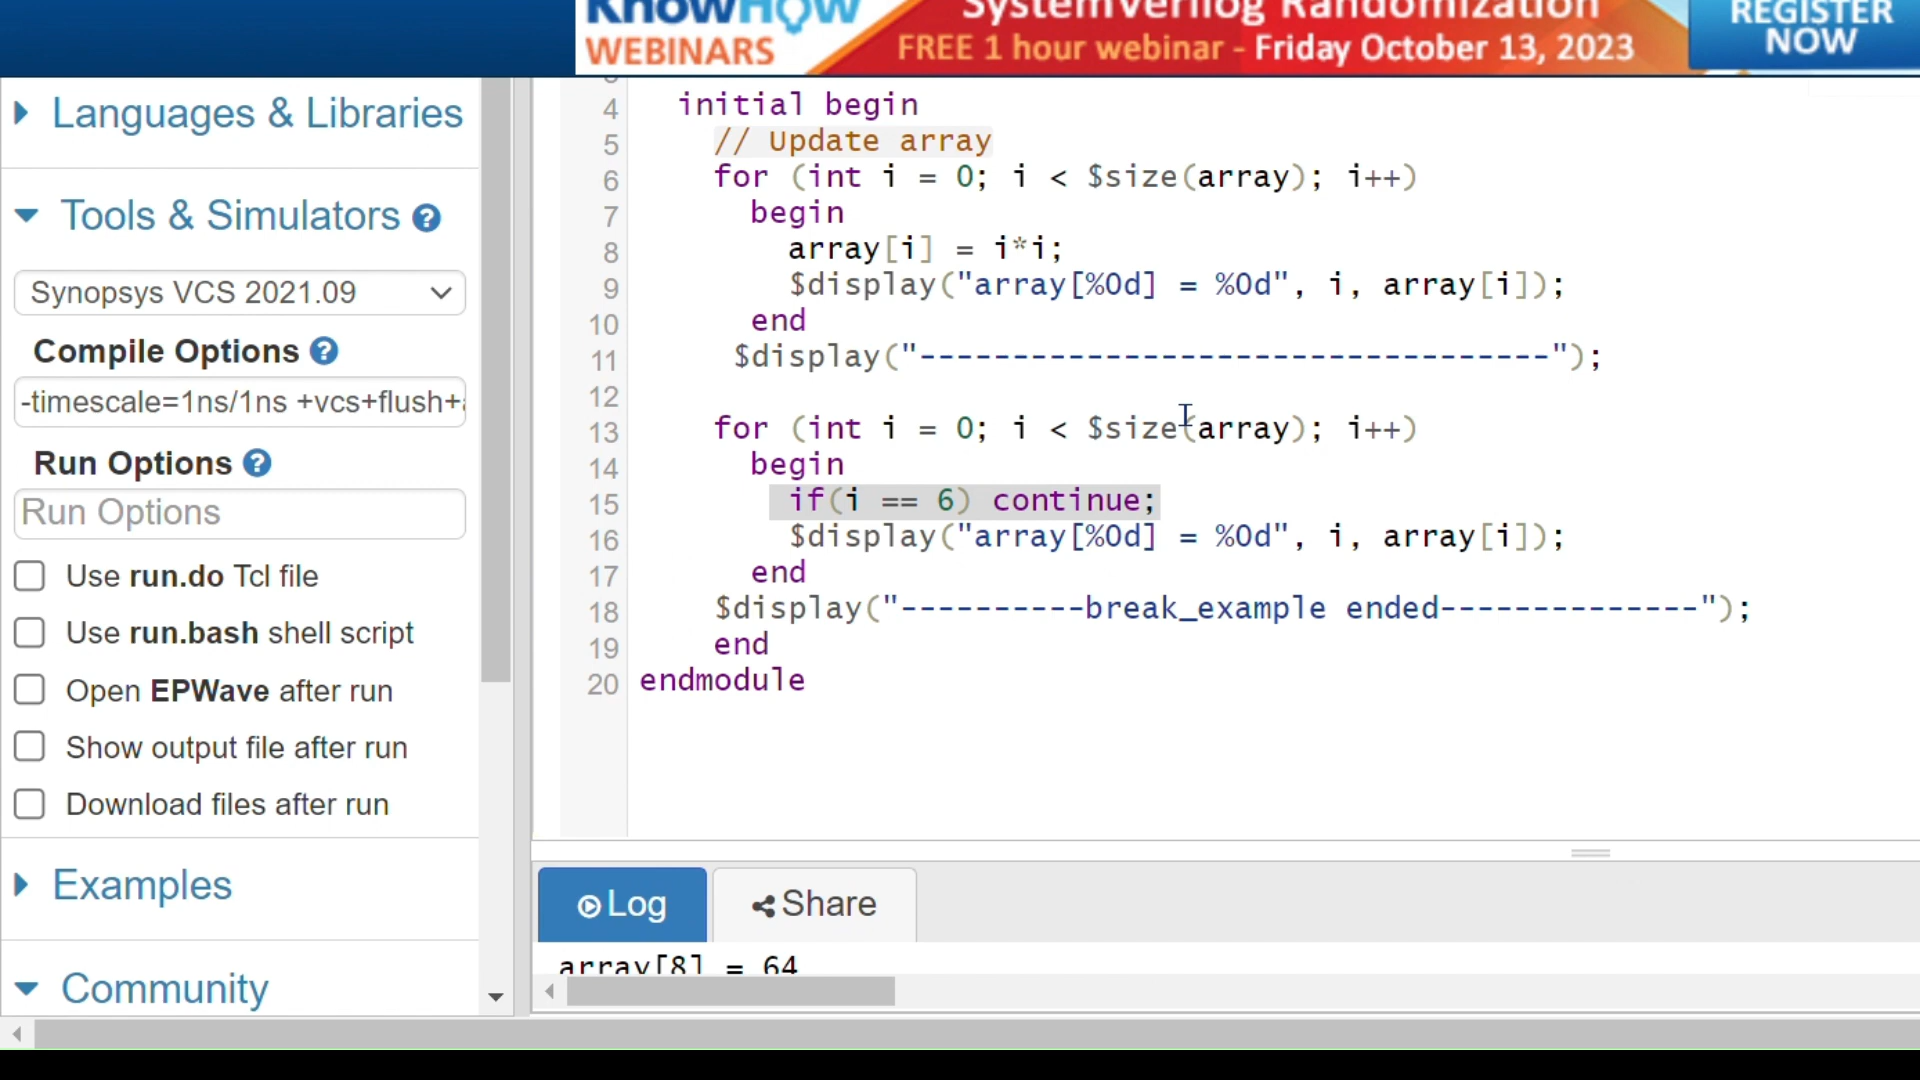 KnowHow
WEBINARS
SystemVerilog Randomization
FREE 1 hour webinar - Friday October 13, 2023
REGISTER
NOW
Languages & Libraries
Tools & Simulators
Synopsys VCS 2021.09
Compile Options
-timescale=1ns/1ns +vcs+flush+
Run Options
Run Options
Use run.do Tcl file
Use run.bash shell script
Open EPWave after run
Show output file after run
Download files after run
Examples
Community
4 initial begin
5 // Update array
6 for (int i = 0; i < $size(array); i++)
7 begin
8 array[i] = i*i;
9 $display("array[%0d] = %0d", i, array[i]);
10 end
11 $display("----------------------------------");
12
13 for (int i = 0; i < $size(array); i++)
14 begin
15 if(i == 6) continue;
16 $display("array[%0d] = %0d", i, array[i]);
17 end
18 $display("----------break_example ended--------------");
19 end
20 endmodule
Log
Share
array[8] = 64